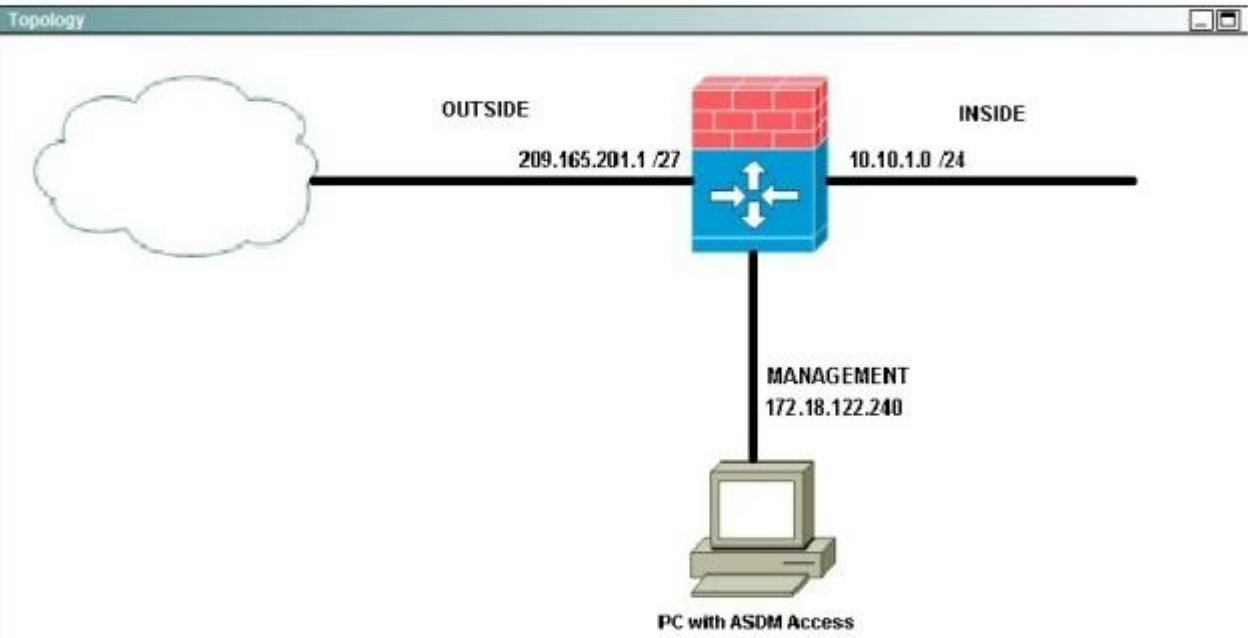 Topology
OUTSIDE
INSIDE
209.165.201.1 /27
10.10.1.0 /24
MANAGEMENT
172.18.122.240
PC with ASDM Access